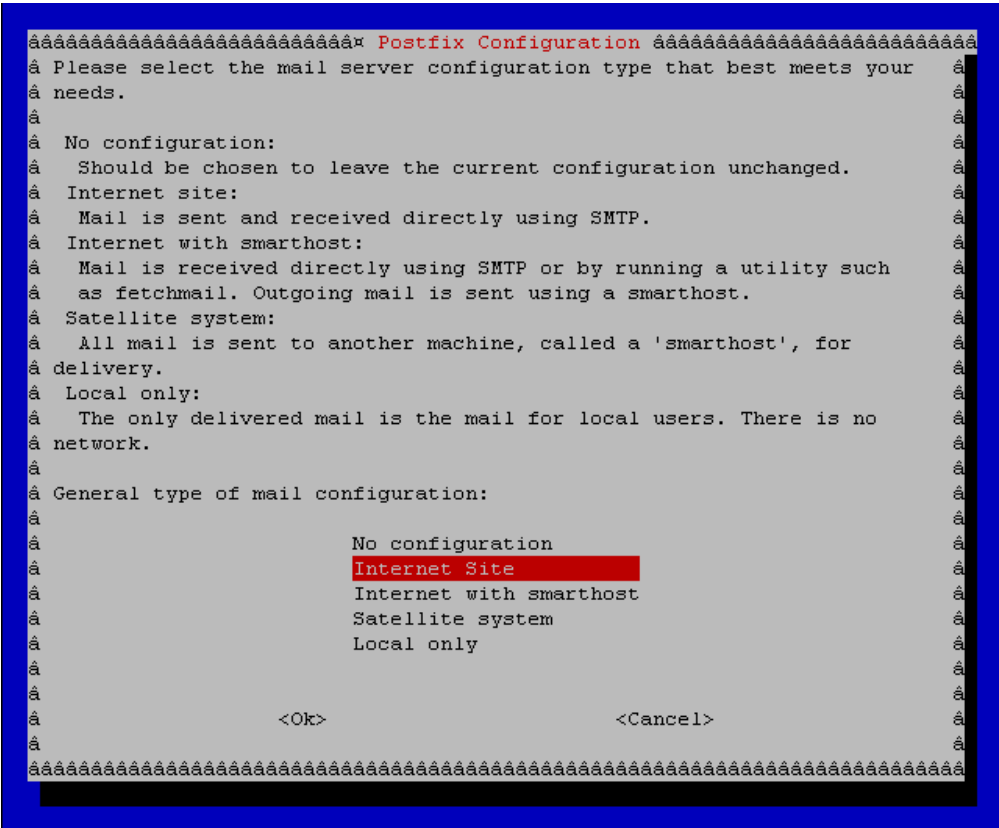 âââââââââââââââââââââââââ¤ Postfix Configuration ââââââââââââââââââââââââââ
â Please select the mail server configuration type that best meets your â
â needs. â
â â
â No configuration: â
â Should be chosen to leave the current configuration unchanged. â
â Internet site: â
â Mail is sent and received directly using SMTP. â
â Internet with smarthost: â
â Mail is received directly using SMTP or by running a utility such â
â as fetchmail. Outgoing mail is sent using a smarthost. â
â Satellite system: â
â All mail is sent to another machine, called a 'smarthost', for â
â delivery. â
â Local only: â
â The only delivered mail is the mail for local users. There is no â
â network. â
â â
â General type of mail configuration: â
â â
â No configuration â
â Internet Site â
â Internet with smarthost â
â Satellite system â
â Local only â
â â
â â
â <Ok> <Cancel> â
â â
âââââââââââââââââââââââââââââââââââââââââââââââââââââââââââââââââââââââââââ